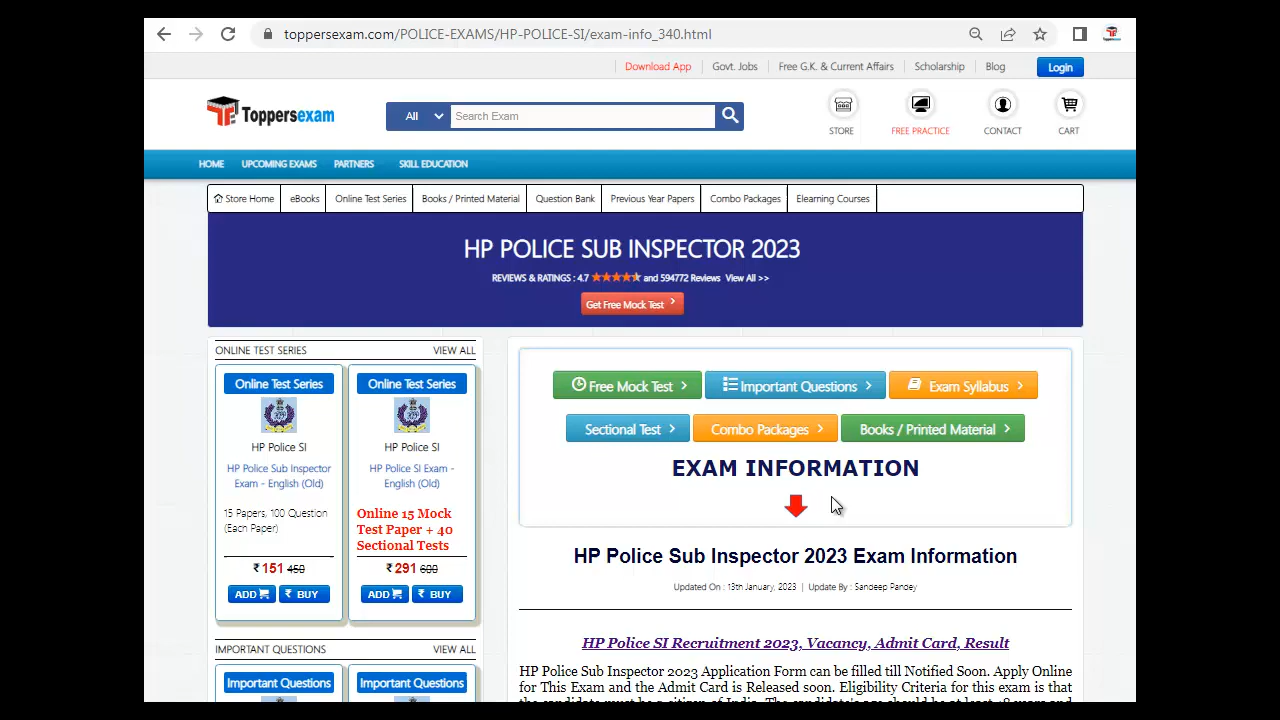 toppersexam.com/POLICE-EXAMS/HP-POLICE-SI/exam-info_340.html
Download App
Govt. Jobs
Free G.K. & Current Affairs
Scholarship
Blog
Login
Toppersexam
All
Search Exam
STORE
FREE PRACTICE
CONTACT
CART
HOME
UPCOMING EXAMS
PARTNERS
SKILL EDUCATION
Store Home
eBooks
Online Test Series
Books / Printed Material
Question Bank
Previous Year Papers
Combo Packages
Elearning Courses
HP POLICE SUB INSPECTOR 2023
REVIEWS & RATINGS : 4.7 and 594772 Reviews View All >>
Get Free Mock Test
ONLINE TEST SERIES
VIEW ALL
Online Test Series
HP Police SI
HP Police Sub Inspector
Exam - English (Old)
15 Papers, 100 Question
(Each Paper)
₹ 151 450
ADD
₹ BUY
Online Test Series
HP Police SI
HP Police SI Exam -
English (Old)
Online 15 Mock
Test Paper + 40
Sectional Tests
₹ 291 600
ADD
₹ BUY
IMPORTANT QUESTIONS
VIEW ALL
Important Questions
Important Questions
Free Mock Test
Important Questions
Exam Syllabus
Sectional Test
Combo Packages
Books / Printed Material
EXAM INFORMATION
HP Police Sub Inspector 2023 Exam Information
Updated On : 13th January, 2023 | Update By : Sandeep Pandey
HP Police SI Recruitment 2023, Vacancy, Admit Card, Result
HP Police Sub Inspector 2023 Application Form can be filled till Notified Soon. Apply Online
for This Exam and the Admit Card is Released soon. Eligibility Criteria for this exam is that